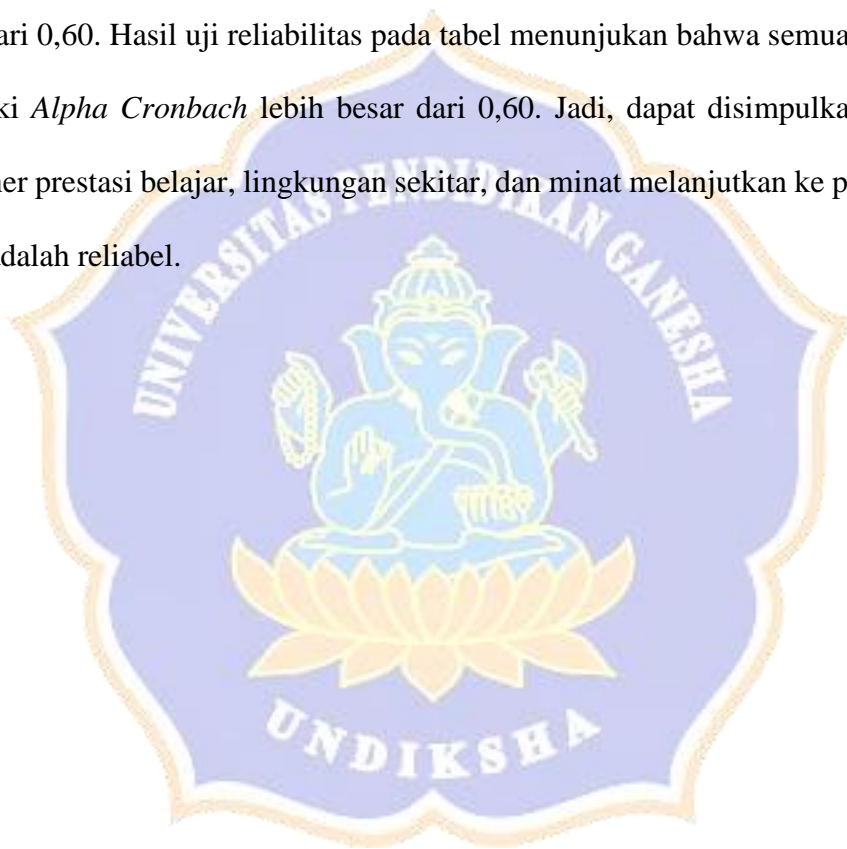 ari 0,60. Hasil uji reliabilitas pada tabel menunjukan bahwa semua
ki Alpha Cronbach lebih besar dari 0,60. Jadi, dapat disimpulka
ner prestasi belajar, lingkungan sekitar, dan minat melanjutkan ke p
dalah reliabel.
UNIVERSITAS PENDIDIKAN GANESHA
UNDIKSHA